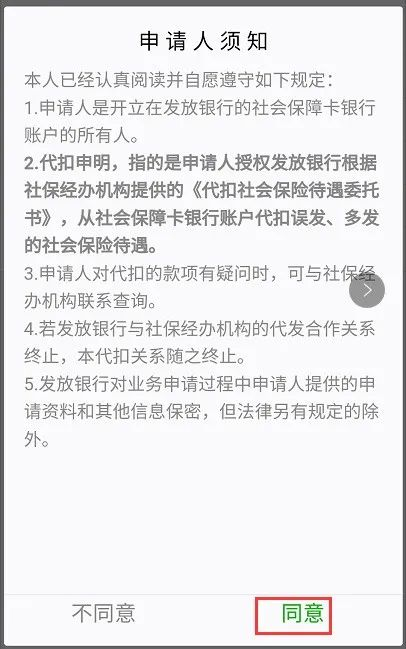 申请人须知
本人已经认真阅读并自愿遵守如下规定：
1.申请人是开立在发放银行的社会保障卡银行
账户的所有人。
2.代扣申明，指的是申请人授权发放银行根据
社保经办机构提供的《代扣社会保险待遇委托
书》，从社会保障卡银行账户代扣误发、多发
的社会保险待遇。
3.申请人对代扣的款项有疑问时，可与社保经
办机构联系查询。
4.若发放银行与社保经办机构的代发合作关系
终止，本代扣关系随之终止。
5.发放银行对业务申请过程中申请人提供的申
请资料和其他信息保密，但法律另有规定的除
外。
不同意
同意